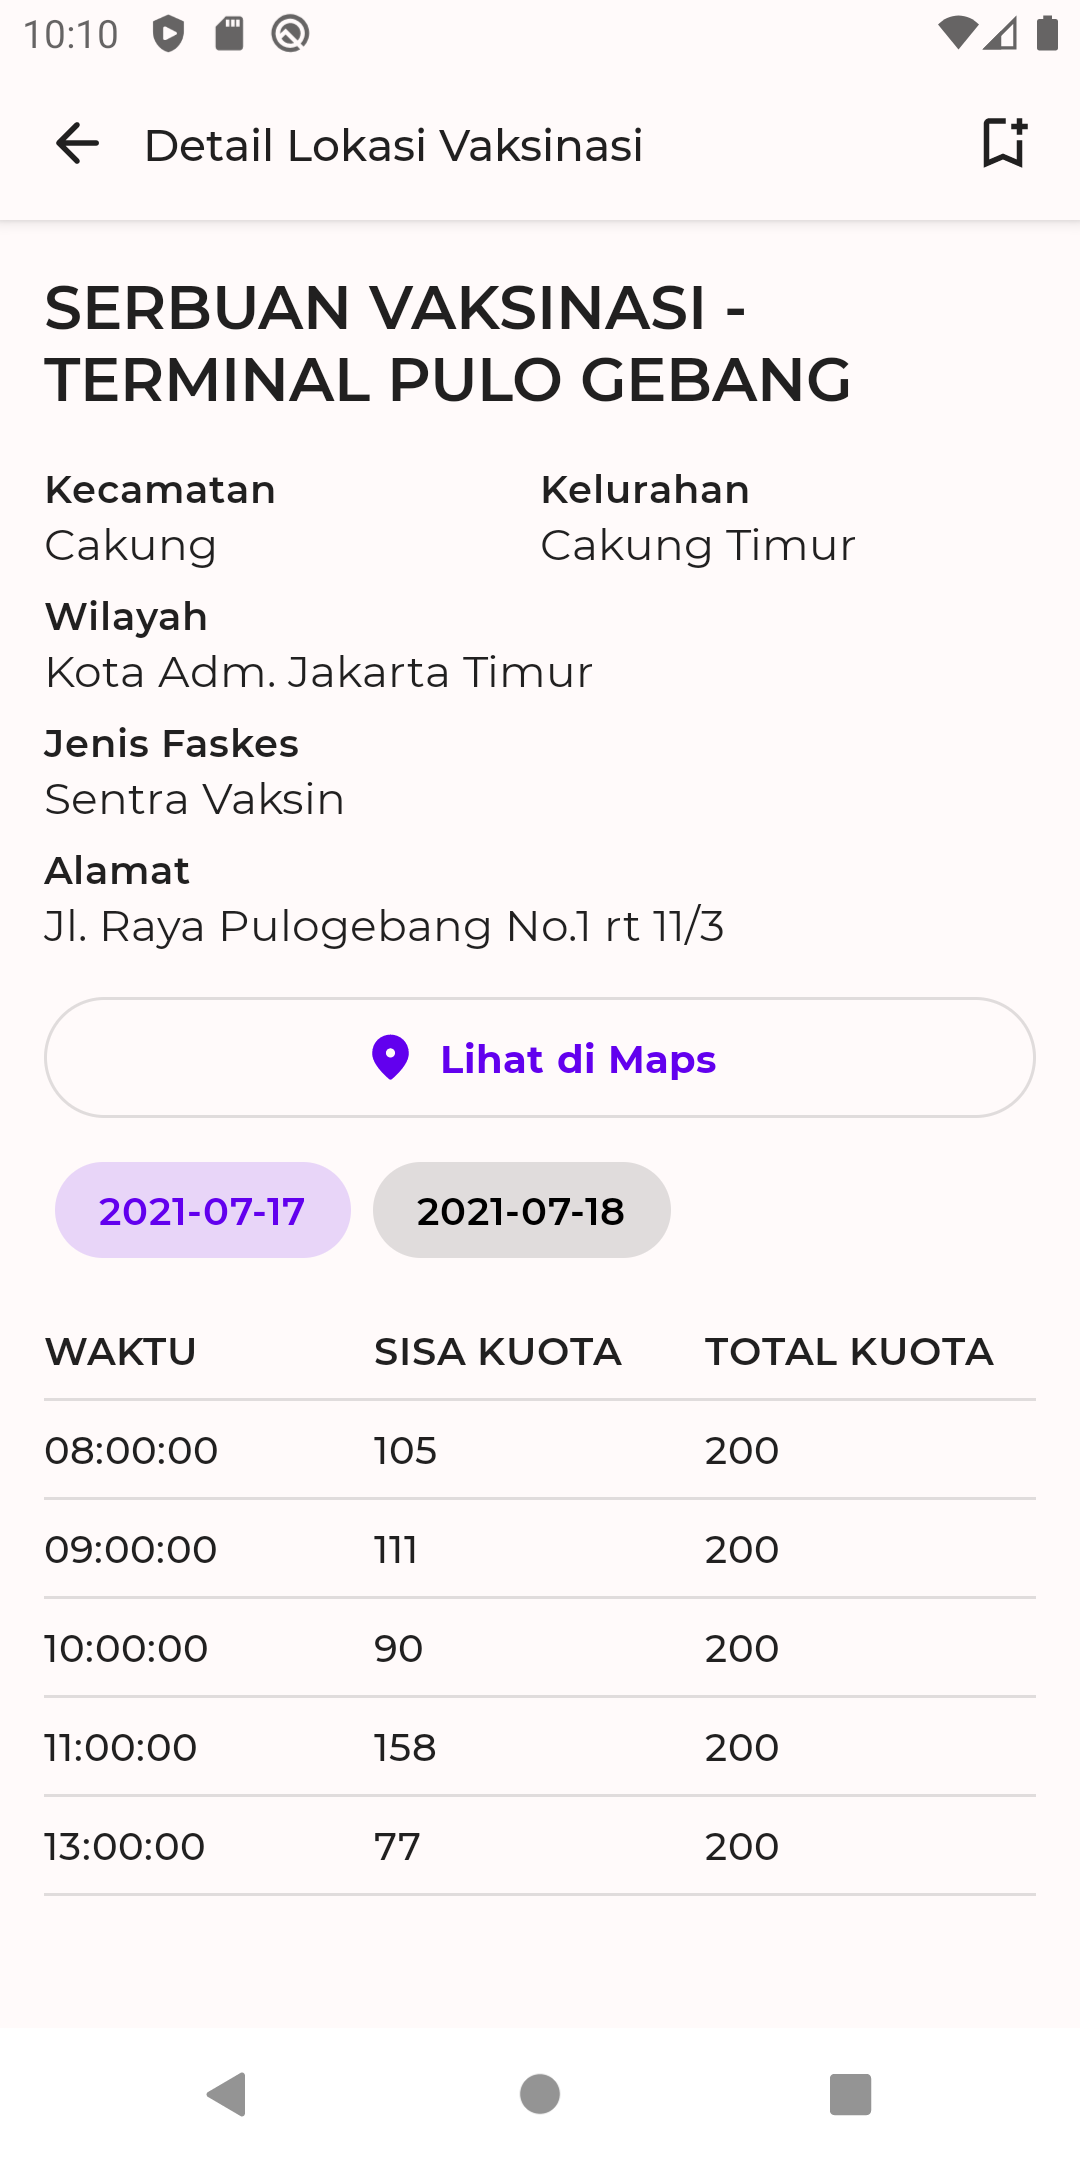 10:10
Detail Lokasi Vaksinasi
SERBUAN VAKSINASI -
TERMINAL PULO GEBANG
Kecamatan Kelurahan
Cakung Cakung Timur
Wilayah
Kota Adm. Jakarta Timur
Jenis Faskes
Sentra Vaksin
Alamat
Jl. Raya Pulogebang No.1 rt 11/3
Lihat di Maps
2021-07-17 2021-07-18
WAKTU SISA KUOTA TOTAL KUOTA
08:00:00 105 200
09:00:00 111 200
10:00:00 90 200
11:00:00 158 200
13:00:00 77 200